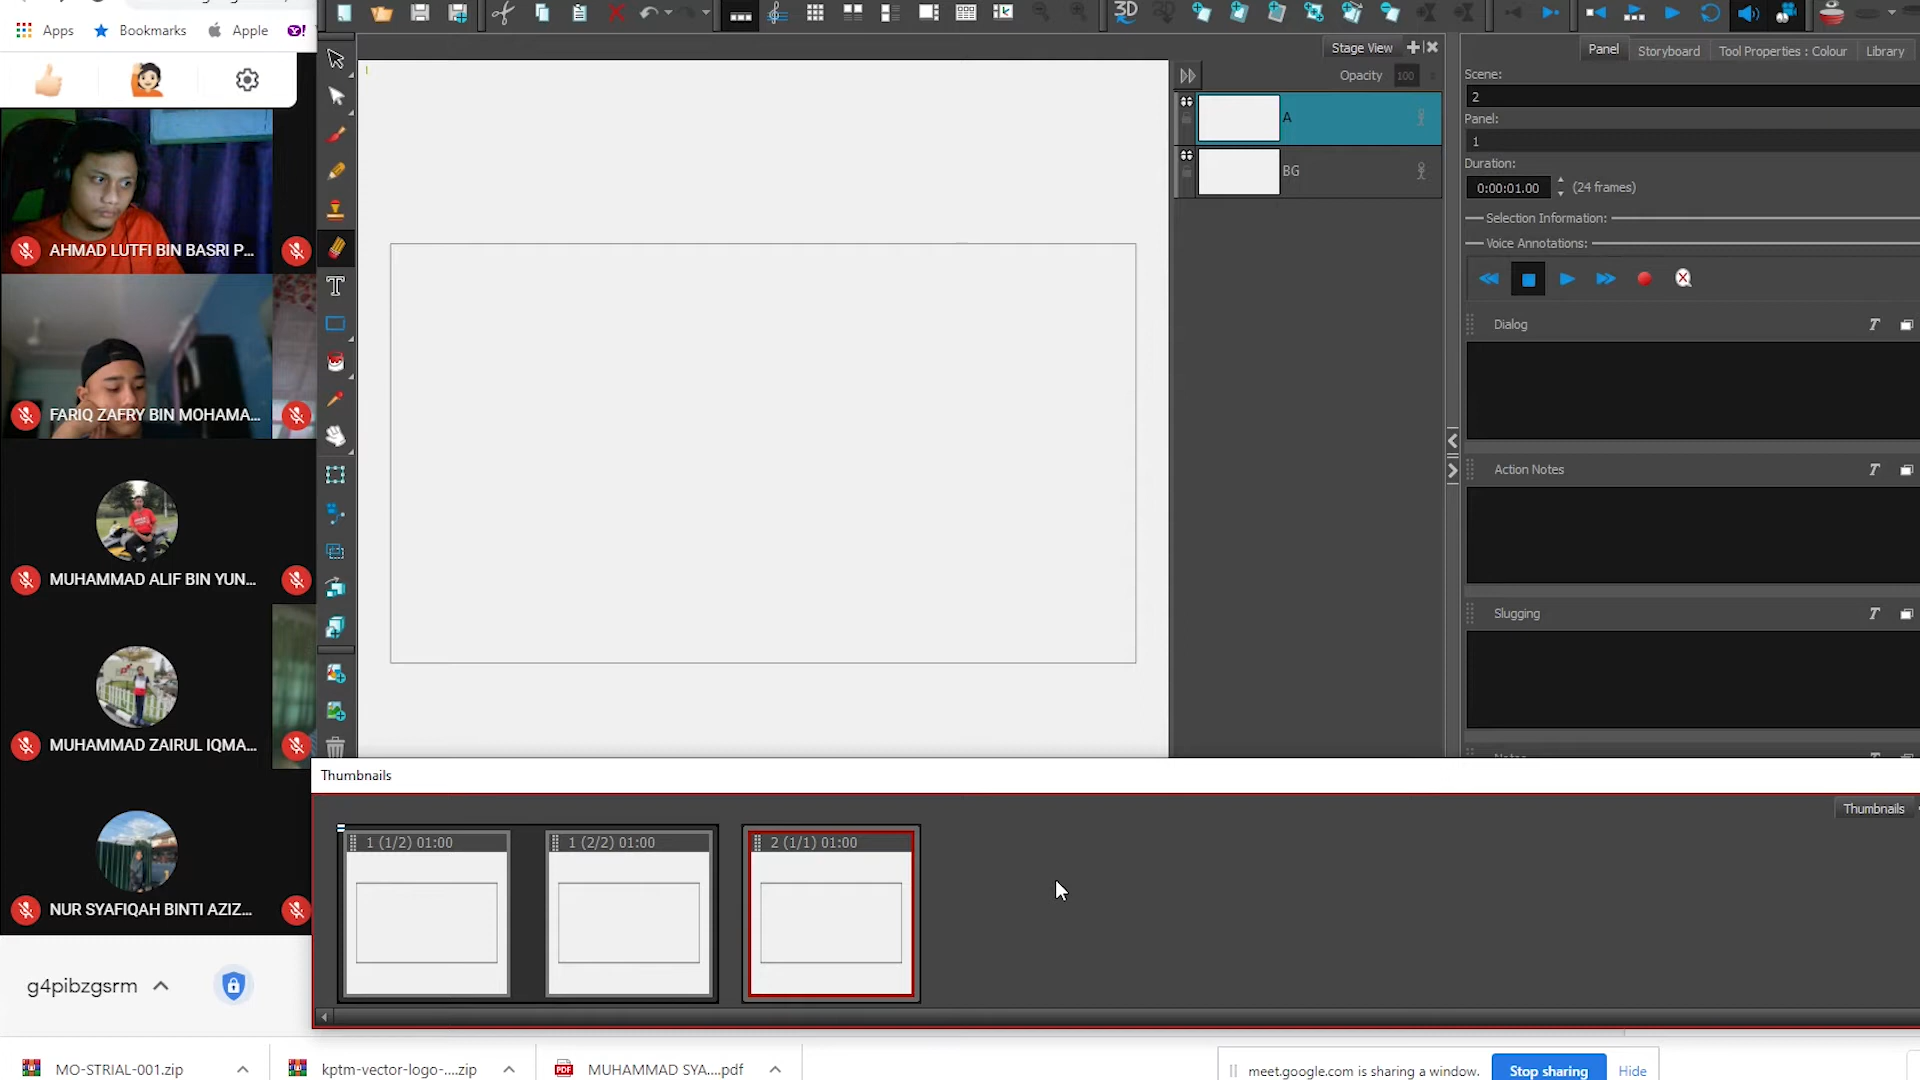 Apps
Bookmarks
Apple
AHMAD LUTFI BIN BASRI P...
FARIQ ZAFRY BIN MOHAMA...
MUHAMMAD ALIF BIN YUN...
MUHAMMAD ZAIRUL IQMA...
NUR SYAFIQAH BINTI AZIZ...
g4pibzgsrm
3D
Stage View
Opacity 100
A
BG
Panel
Storyboard
Tool Properties : Colour
Library
Scene:
2
Panel:
1
Duration:
0:00:01.00 (24 frames)
Selection Information:
Voice Annotations:
Dialog
Action Notes
Slugging
Thumbnails
Thumbnails
1 (1/2) 01:00
1 (2/2) 01:00
2 (1/1) 01:00
MO-STRIAL-001.zip
kptm-vector-logo-....zip
MUHAMMAD SYA....pdf
meet.google.com is sharing a window.
Stop sharing
Hide